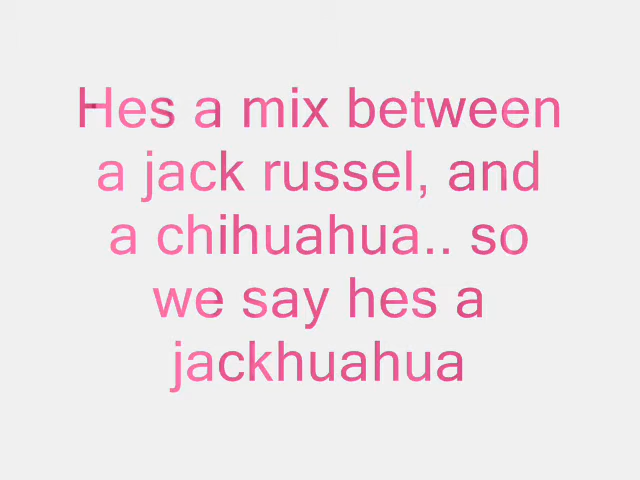 Hes a mix between
a jack russel, and
a chihuahua.. so
we say hes a
jackhuahua